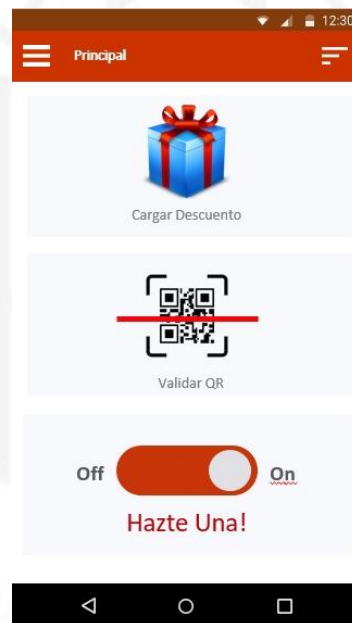 12:30
Principal
Cargar Descuento
Validar QR
Off On
Hazte Una!